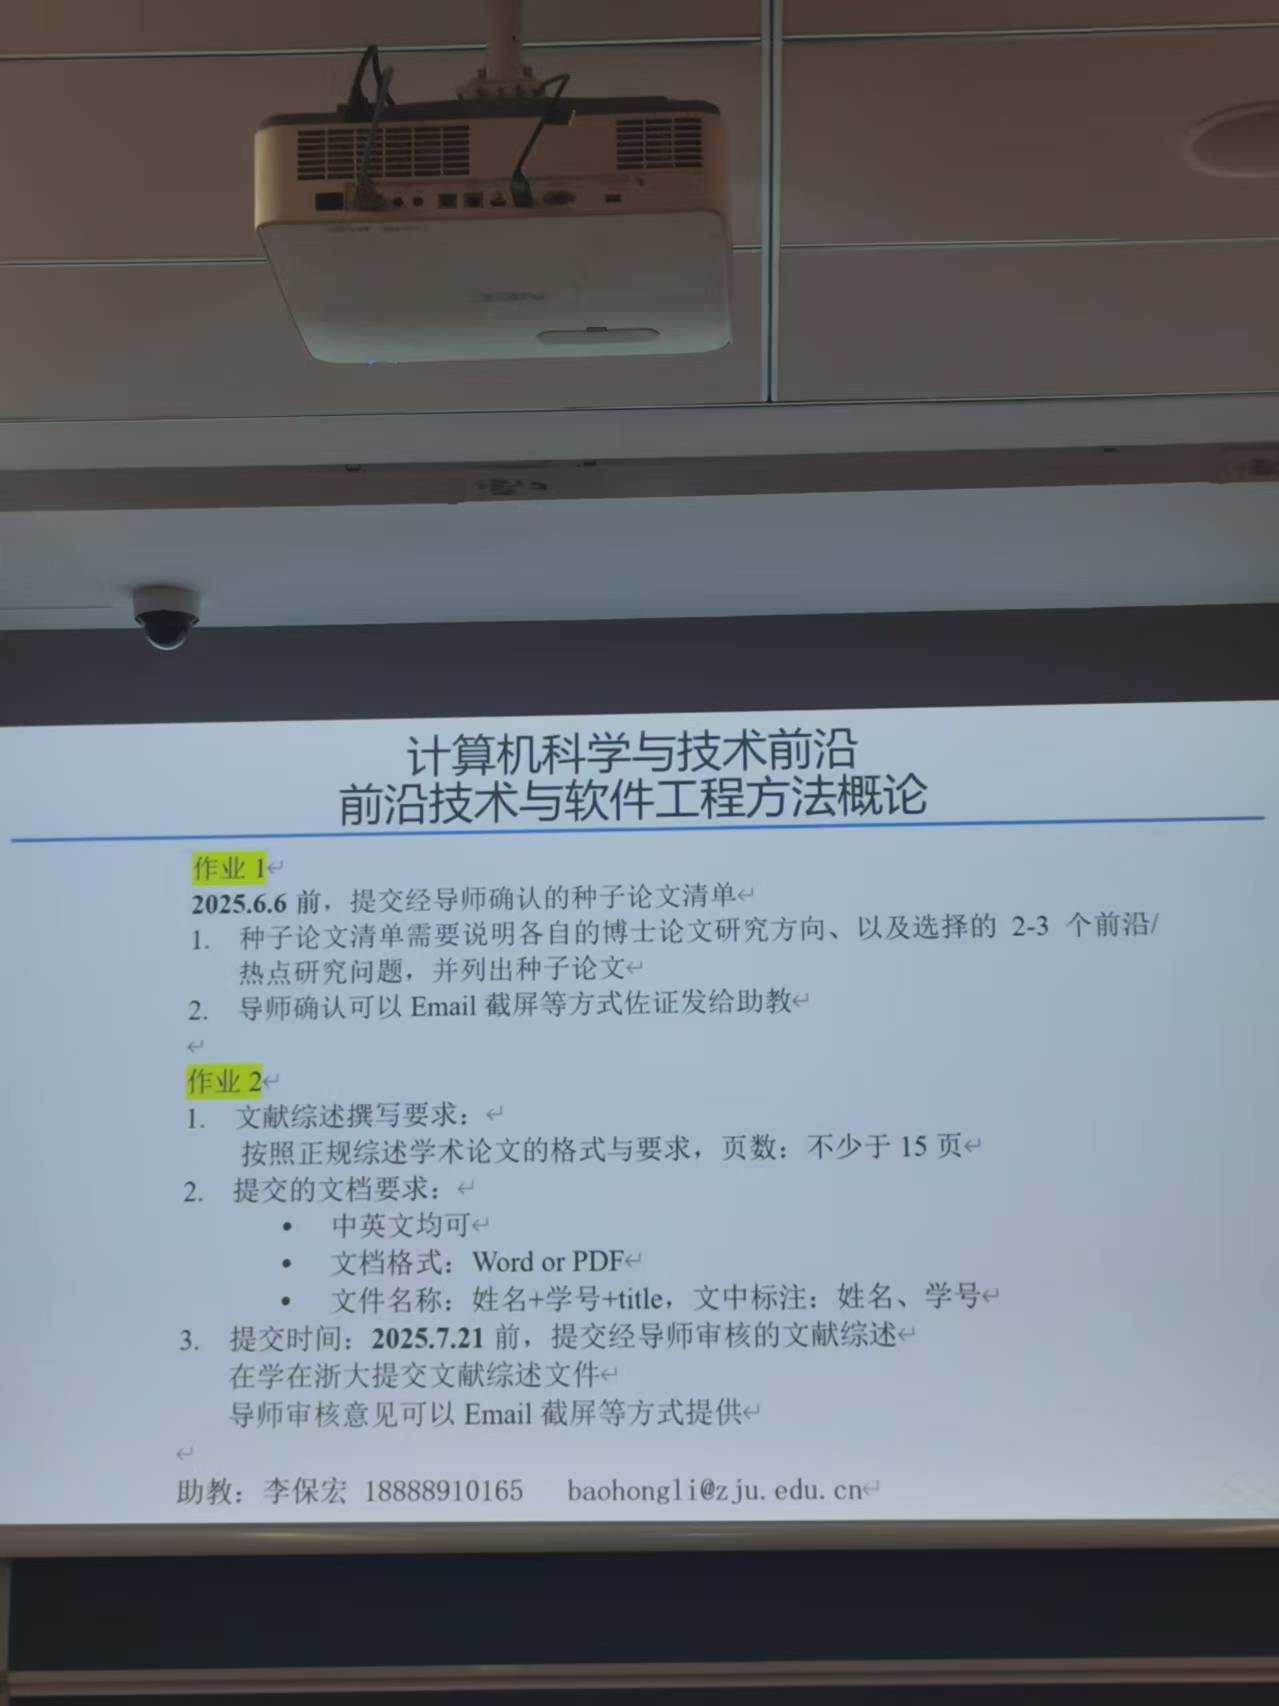 NEC
计算机科学与技术前沿
前沿技术与软件工程方法概论
作业 1
2025.6.6 前，提交经导师确认的种子论文清单
1. 种子论文清单需要说明各自的博士论文研究方向、以及选择的 2-3 个前沿/
热点研究问题，并列出种子论文
2. 导师确认可以 Email 截屏等方式佐证发给助教
作业 2
1. 文献综述撰写要求：
按照正规综述学术论文的格式与要求，页数：不少于 15 页
2. 提交的文档要求：
• 中英文均可
• 文档格式：Word or PDF
• 文件名称：姓名+学号+title，文中标注：姓名、学号
3. 提交时间：2025.7.21 前，提交经导师审核的文献综述
在学在浙大提交文献综述文件
导师审核意见可以 Email 截屏等方式提供
助教：李保宏 18888910165 baohongli@zju.edu.cn